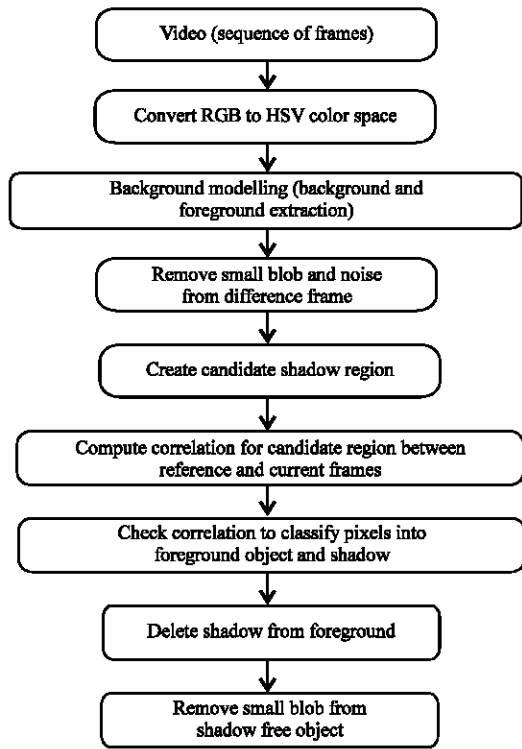 Video (sequence of frames)
Convert RGB to HSV color space
Background modelling (background and
foreground extraction)
Remove small blob and noise
from difference frame
Create candidate shadow region
Compute correlation for candidate region between
reference and current frames
Check correlation to classify pixels into
foreground object and shadow
Delete shadow from foreground
Remove small blob from
shadow free object